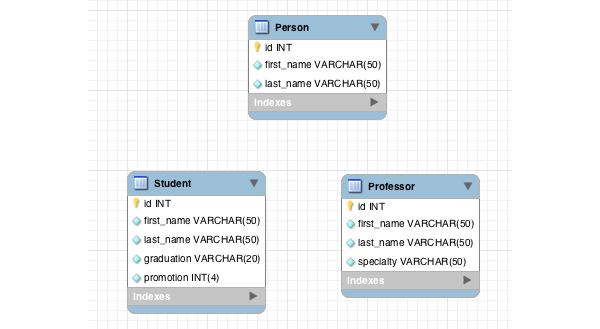 Person
id INT
first_name VARCHAR(50)
last_name VARCHAR(50)
Indexes
Student
id INT
first_name VARCHAR(50)
last_name VARCHAR(50)
graduation VARCHAR(20)
promotion INT(4)
Indexes
Professor
id INT
first_name VARCHAR(50)
last_name VARCHAR(50)
specialty VARCHAR(50)
Indexes